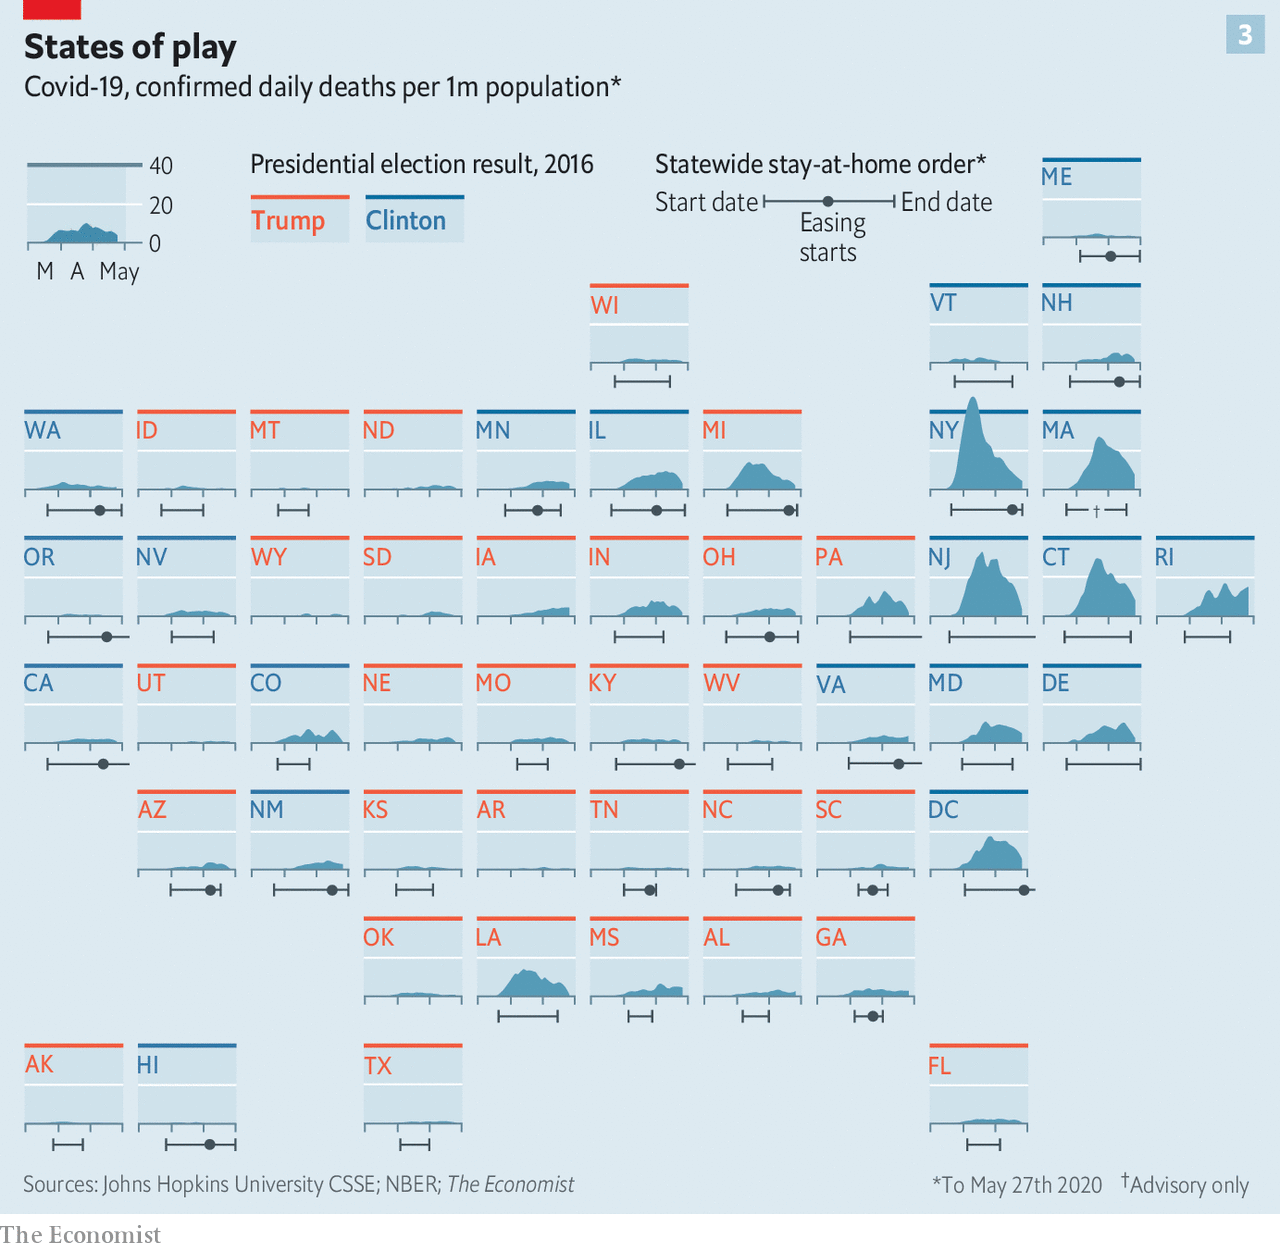 3
States of play
Covid-19, confirmed daily deaths per 1m population*
40
20
0
M A May
Presidential election result, 2016
Trump Clinton
Statewide stay-at-home order*
Start date End date
Easing
starts
ME
WI VT NH
WA ID MT ND MN IL MI NY MA
†
OR NV WY SD IA IN OH PA NJ CT RI
CA UT CO NE MO KY WV VA MD DE
AZ NM KS AR TN NC SC DC
OK LA MS AL GA
AK HI TX FL
Sources: Johns Hopkins University CSSE; NBER; The Economist
*To May 27th 2020 †Advisory only
The Economist